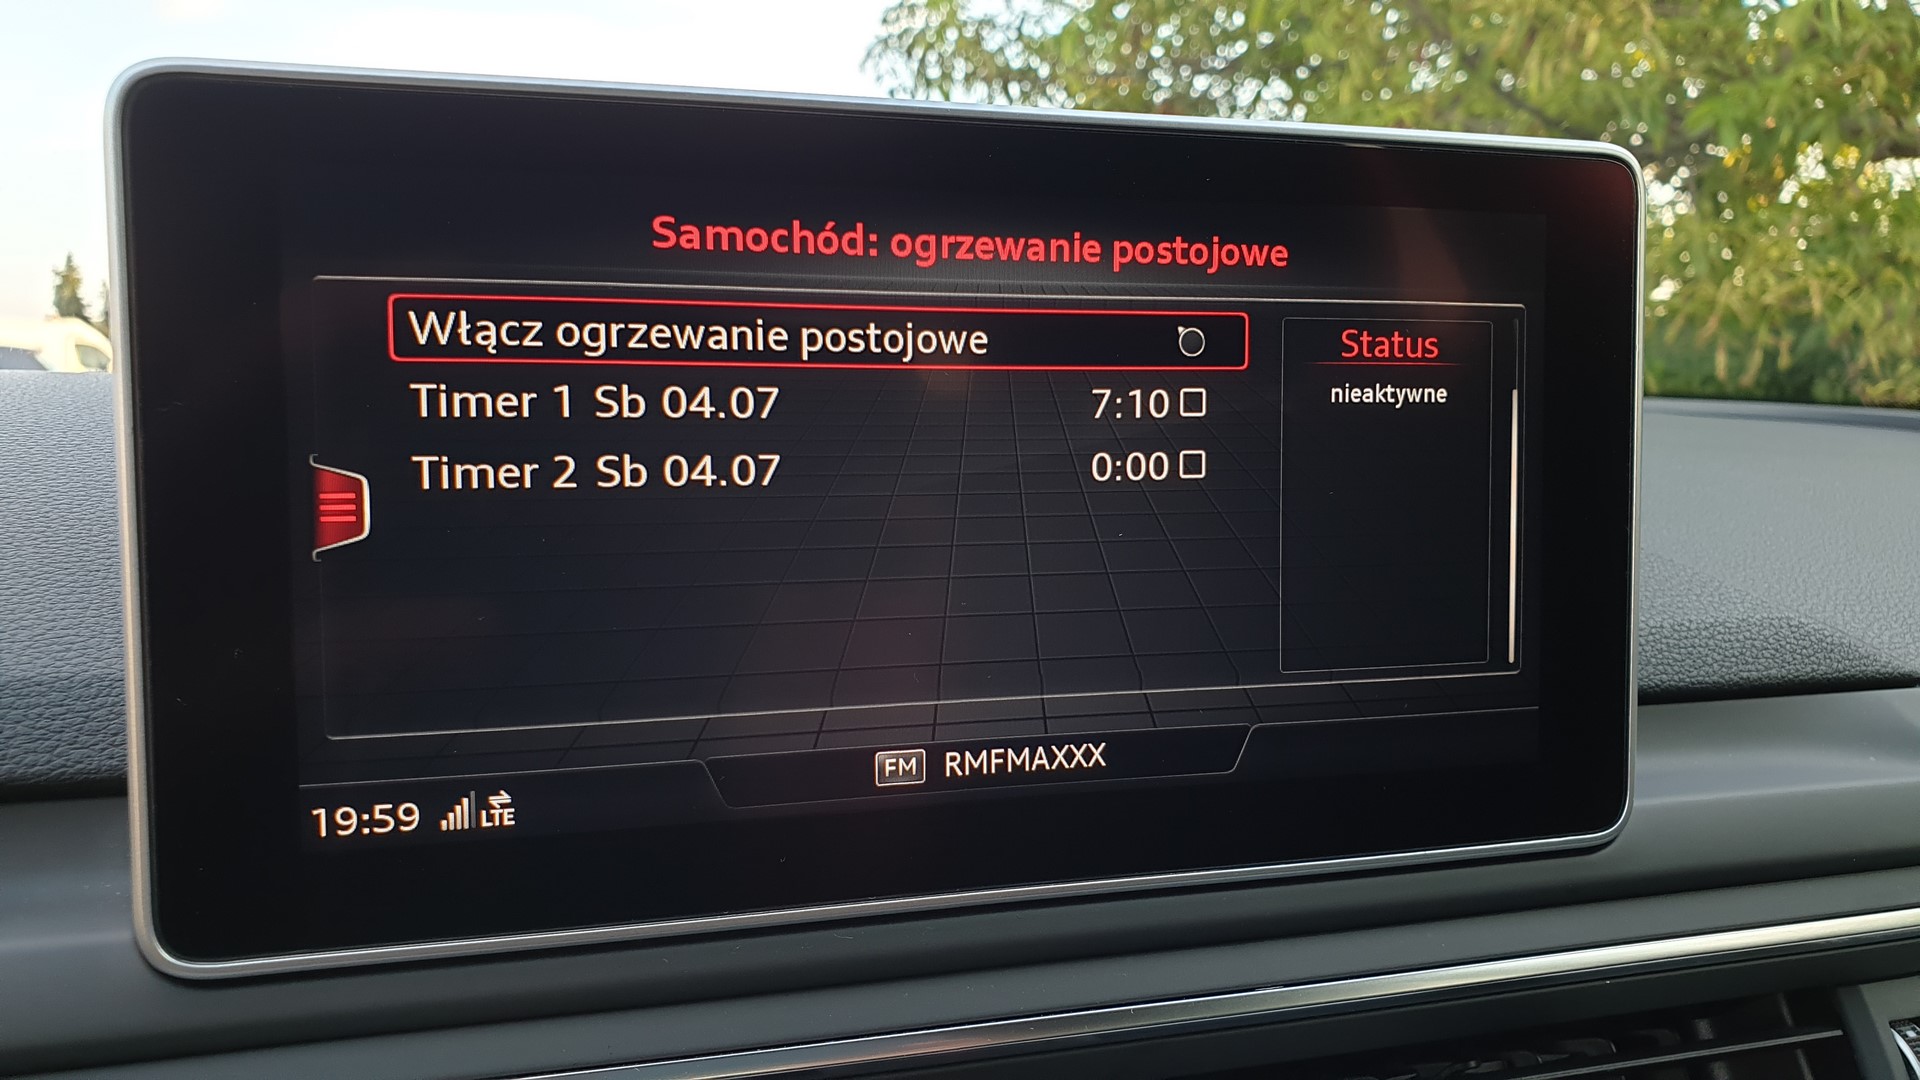 Samochód: ogrzewanie postojowe
Włącz ogrzewanie postojowe
Timer 1 Sb 04.07 7:10
Timer 2 Sb 04.07 0:00
Status
nieaktywne
FM RMFMAXXX
19:59 LTE